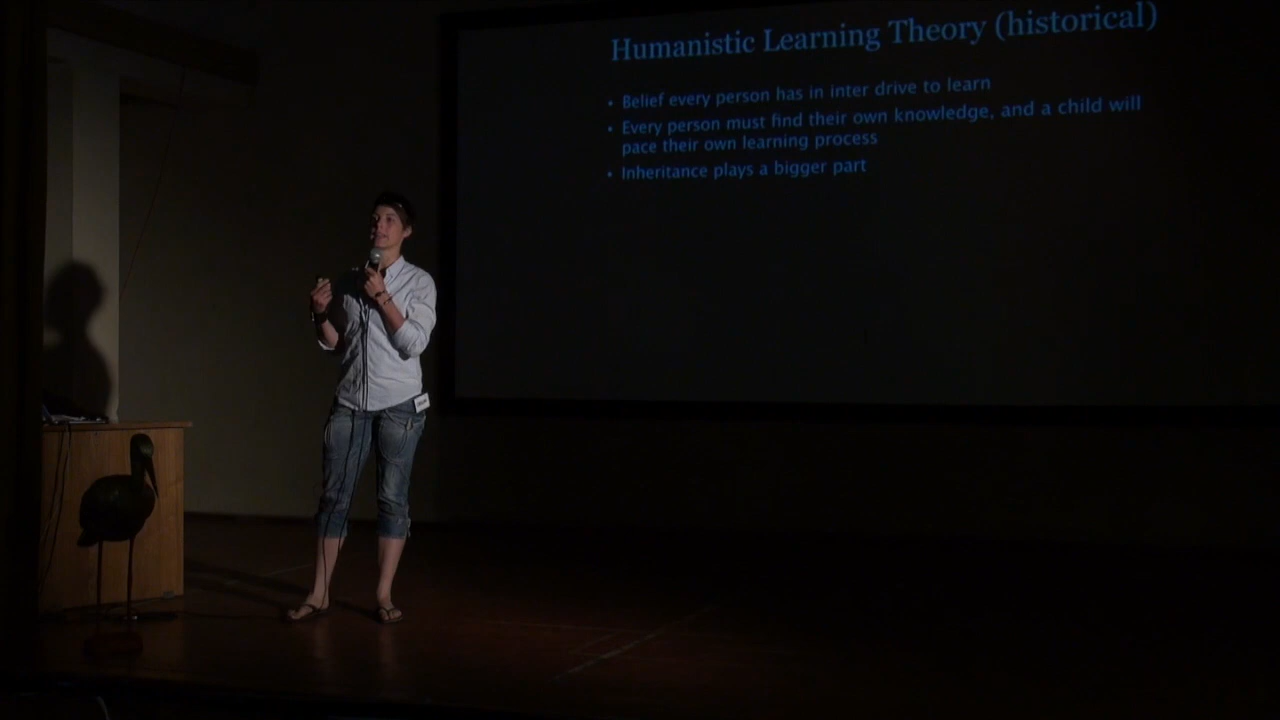 Humanistic Learning Theory (historical)
• Belief every person has in inter drive to learn
• Every person must find their own knowledge, and a child will
pace their own learning process
• Inheritance plays a bigger part